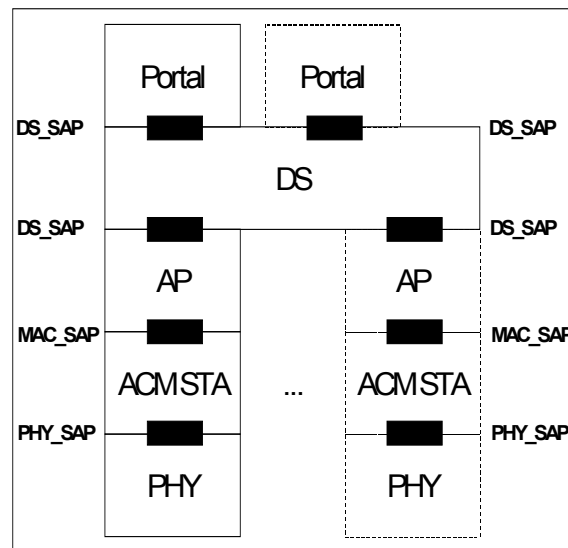 Portal Portal
DS_SAP DS_SAP
DS
DS_SAP DS_SAP
AP AP
MAC_SAP MAC_SAP
ACM STA ... ACM STA
PHY_SAP PHY_SAP
PHY PHY